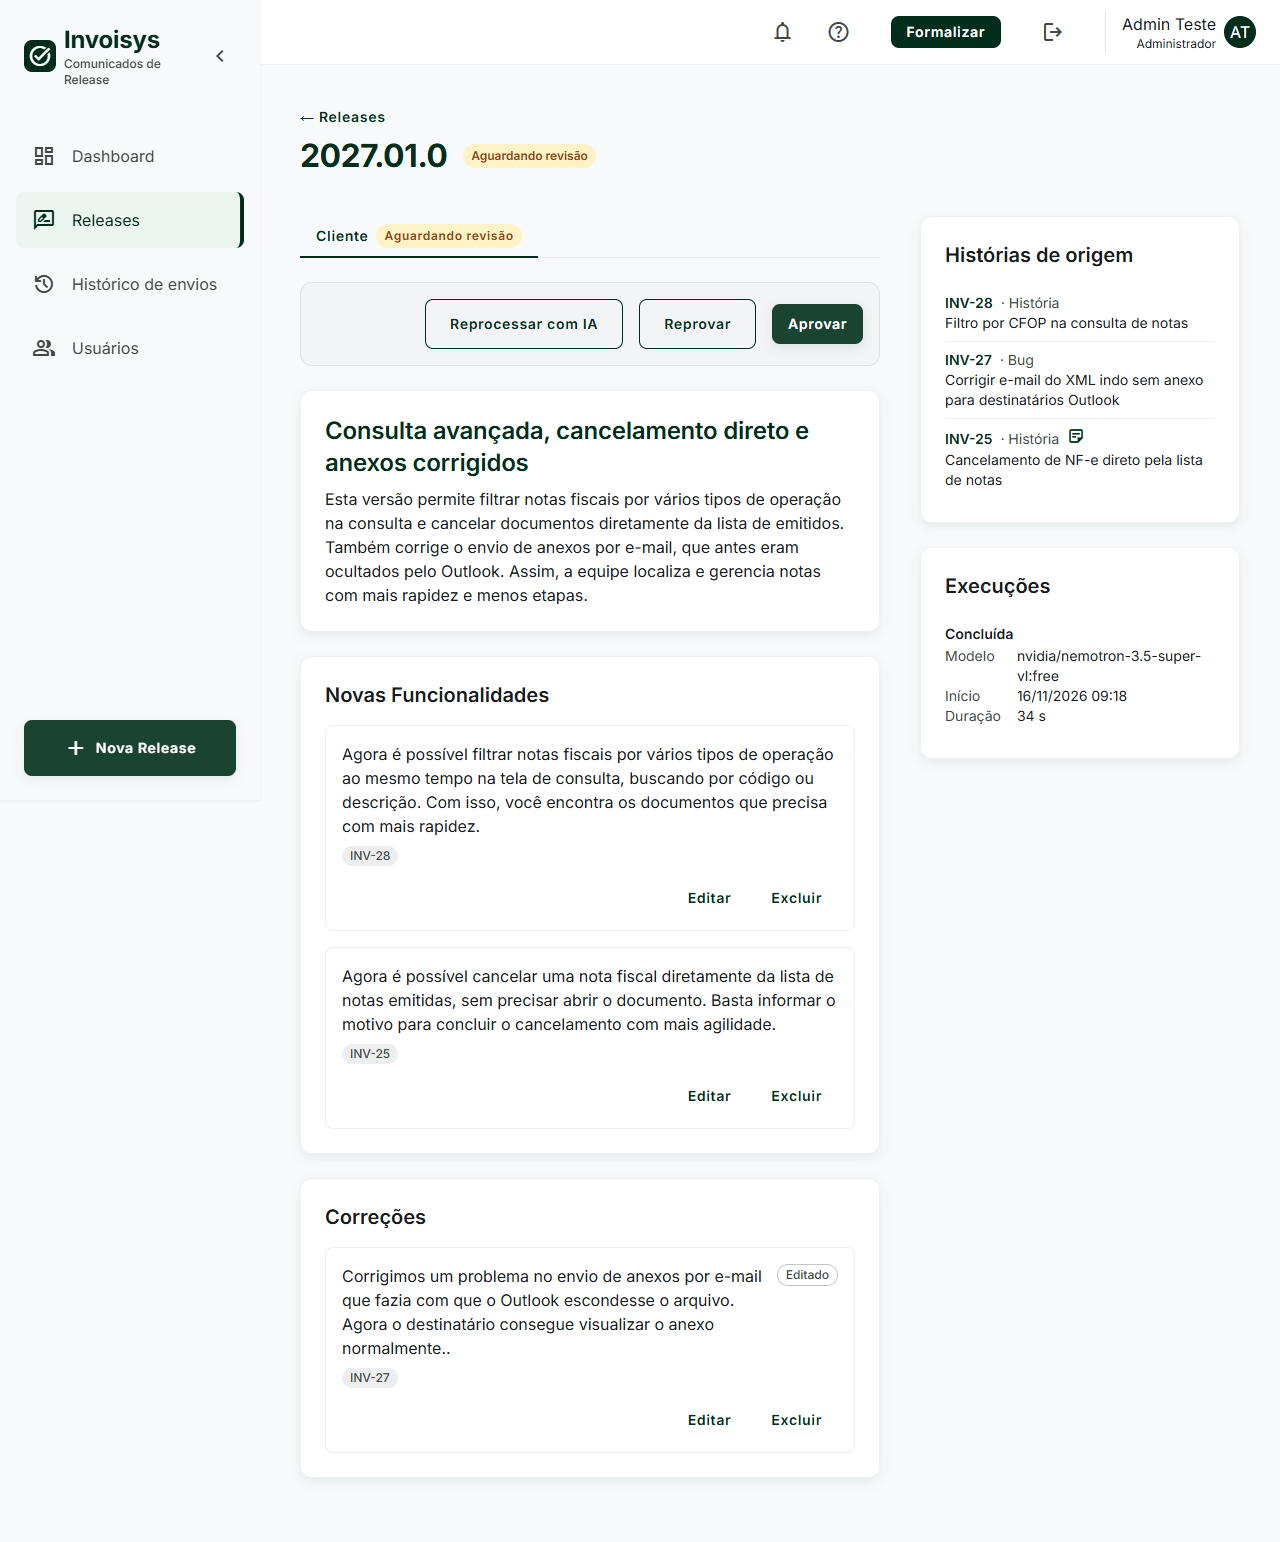 Invoisys
Comunicados de
Release
Dashboard
Releases
Histórico de envios
Usuários
Nova Release
Formalizar
Admin Teste
Administrador
AT
← Releases
2027.01.0
Aguardando revisão
Cliente
Aguardando revisão
Reprocessar com IA
Reprovar
Aprovar
Consulta avançada, cancelamento direto e
anexos corrigidos
Esta versão permite filtrar notas fiscais por vários tipos de operação
na consulta e cancelar documentos diretamente da lista de emitidos.
Também corrige o envio de anexos por e-mail, que antes eram
ocultados pelo Outlook. Assim, a equipe localiza e gerencia notas
com mais rapidez e menos etapas.
Novas Funcionalidades
Agora é possível filtrar notas fiscais por vários tipos de operação
ao mesmo tempo na tela de consulta, buscando por código ou
descrição. Com isso, você encontra os documentos que precisa
com mais rapidez.
INV-28
Editar
Excluir
Agora é possível cancelar uma nota fiscal diretamente da lista de
notas emitidas, sem precisar abrir o documento. Basta informar o
motivo para concluir o cancelamento com mais agilidade.
INV-25
Editar
Excluir
Correções
Corrigimos um problema no envio de anexos por e-mail
que fazia com que o Outlook escondesse o arquivo.
Agora o destinatário consegue visualizar o anexo
normalmente..
Editado
INV-27
Editar
Excluir
Histórias de origem
INV-28 · História
Filtro por CFOP na consulta de notas
INV-27 · Bug
Corrigir e-mail do XML indo sem anexo
para destinatários Outlook
INV-25 · História
Cancelamento de NF-e direto pela lista
de notas
Execuções
Concluída
Modelo nvidia/nemotron-3.5-super-
vl:free
Início 16/11/2026 09:18
Duração 34 s